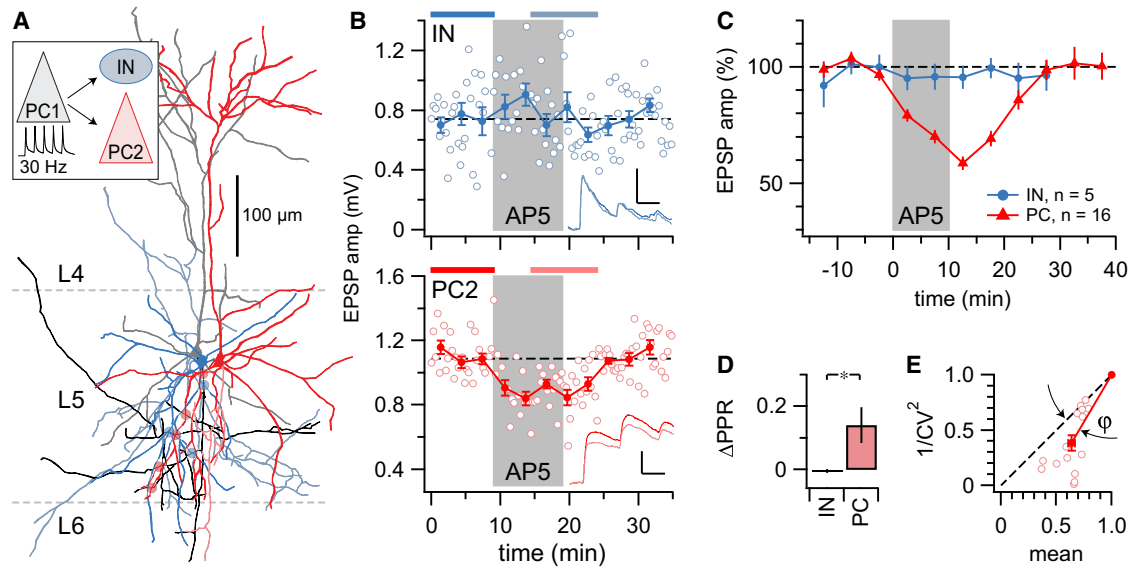 A
IN
PC1
PC2
30 Hz
100 µm
L4
L5
L6
B
IN
1.2
0.8
0.4
0
AP5
EPSP amp (mV)
PC2
1.6
1.2
0.8
0.4
AP5
0 10 20 30
time (min)
C
EPSP amp (%)
100
50
AP5
IN, n = 5
PC, n = 16
-10 0 10 20 30 40
time (min)
D
*
ΔPPR
0.2
0
IN PC
E
1/CV²
1.0
0.5
0
φ
0 0.5 1.0
mean